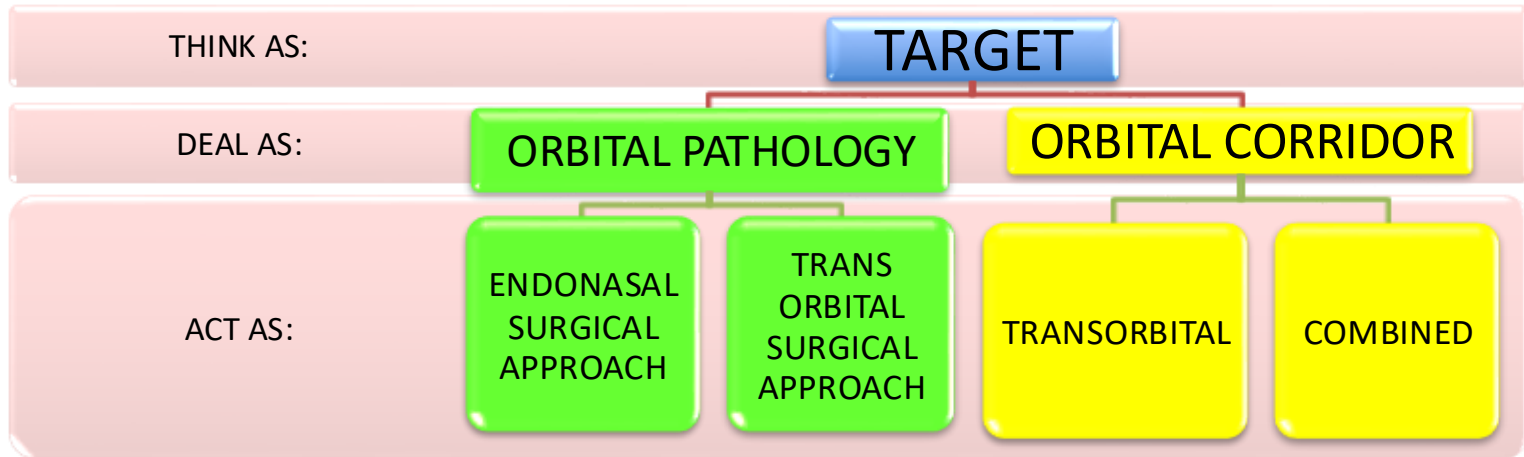 THINK AS:
TARGET
DEAL AS:
ORBITAL PATHOLOGY
ORBITAL CORRIDOR
ACT AS:
ENDONASAL
SURGICAL
APPROACH
TRANS
ORBITAL
SURGICAL
APPROACH
TRANSORBITAL
COMBINED